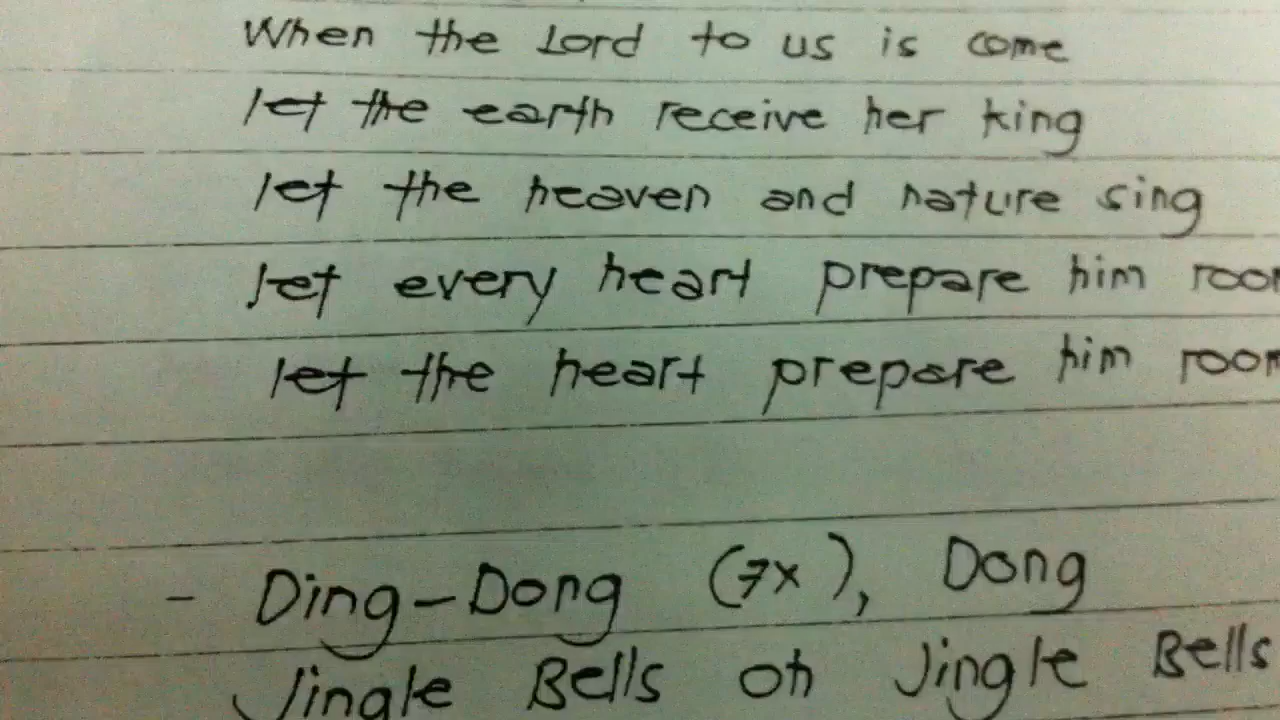 When the Lord to us is come
let the earth receive her king
let the heaven and nature sing
let every heart prepare him room
let the heart prepare him room
- Ding-Dong (7x), Dong
Jingle Bells oh Jingle Bells